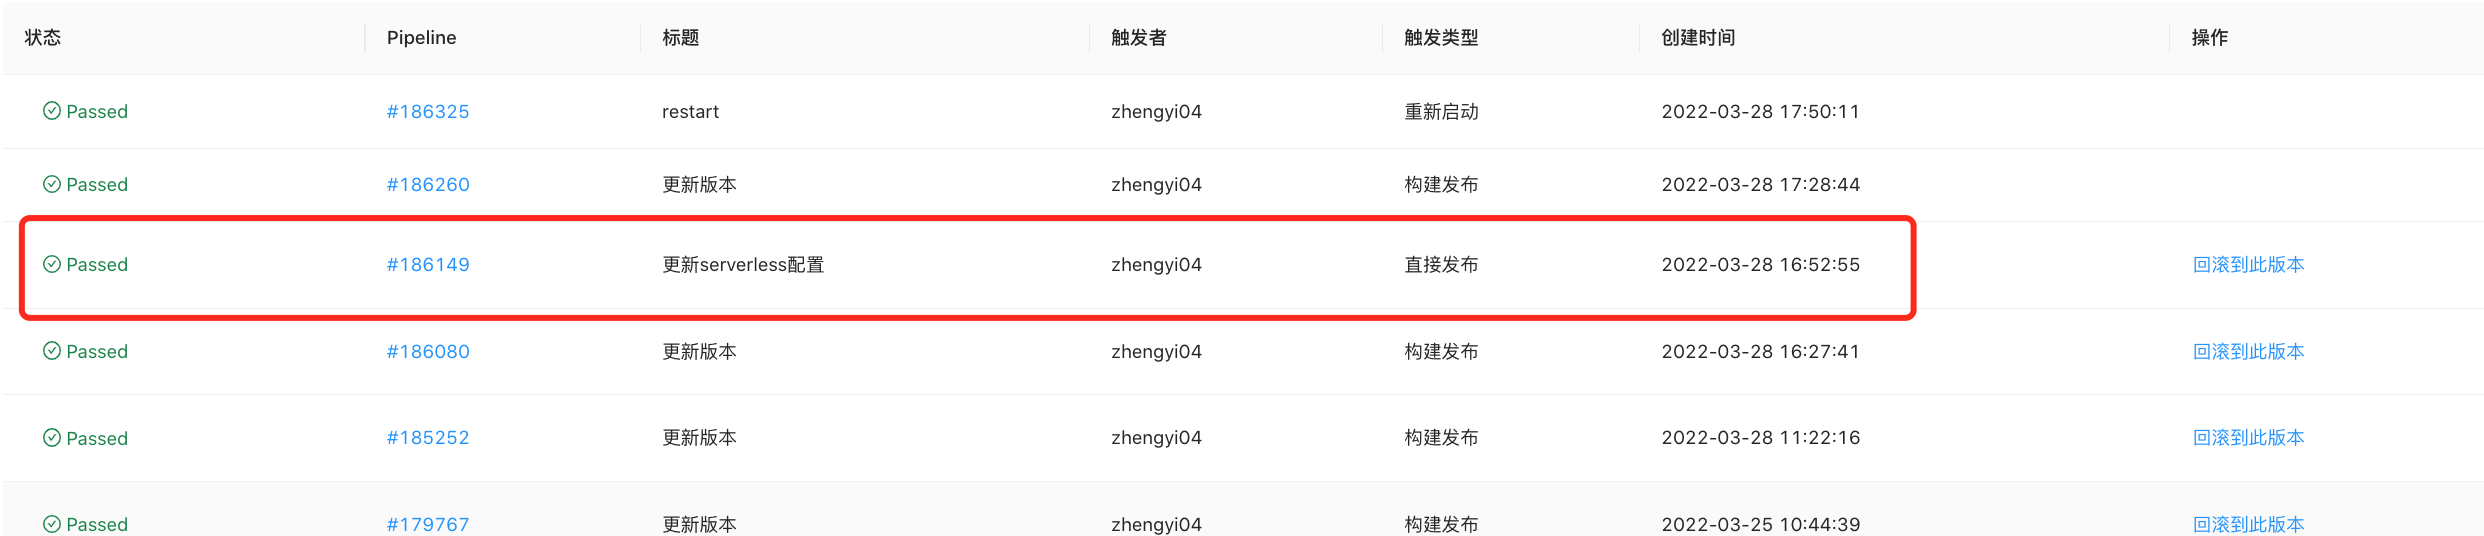 状态 Pipeline 标题 触发者 触发类型 创建时间 操作
Passed #186325 restart zhengyi04 重新启动 2022-03-28 17:50:11
Passed #186260 更新版本 zhengyi04 构建发布 2022-03-28 17:28:44
Passed #186149 更新serverless配置 zhengyi04 直接发布 2022-03-28 16:52:55 回滚到此版本
Passed #186080 更新版本 zhengyi04 构建发布 2022-03-28 16:27:41 回滚到此版本
Passed #185252 更新版本 zhengyi04 构建发布 2022-03-28 11:22:16 回滚到此版本
Passed #179767 更新版本 zhengyi04 构建发布 2022-03-25 10:44:39 回滚到此版本